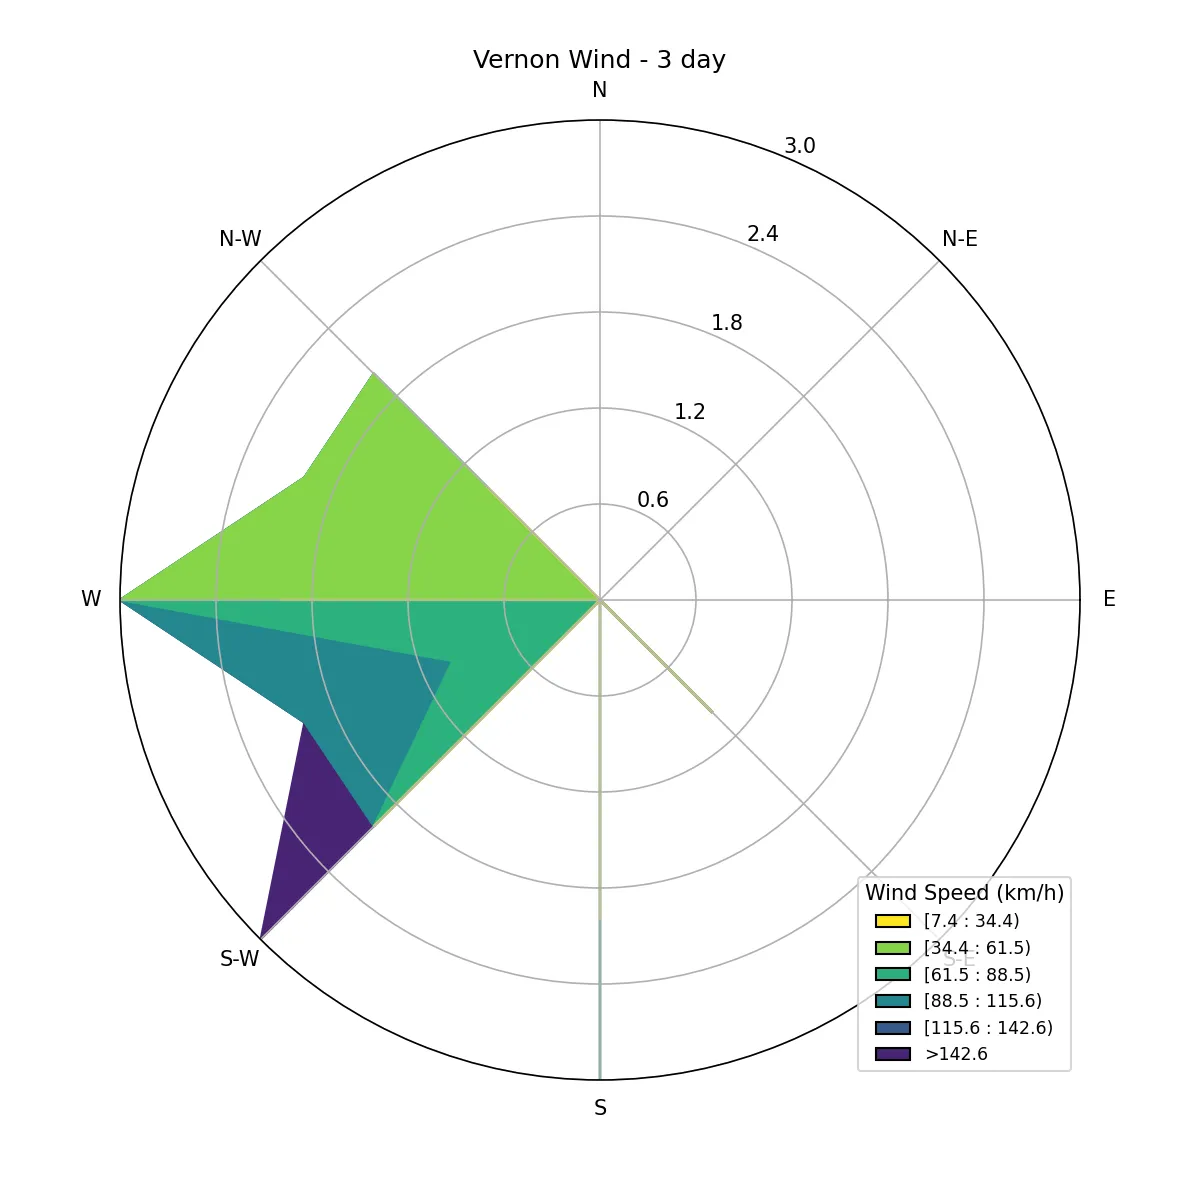 Vernon Wind - 3 day
N
3.0
N-W
N-E
2.4
1.8
1.2
0.6
W
E
S-W
S-E
Wind Speed (km/h)
[7.4 : 34.4)
[34.4 : 61.5)
[61.5 : 88.5)
[88.5 : 115.6)
[115.6 : 142.6)
>142.6
S